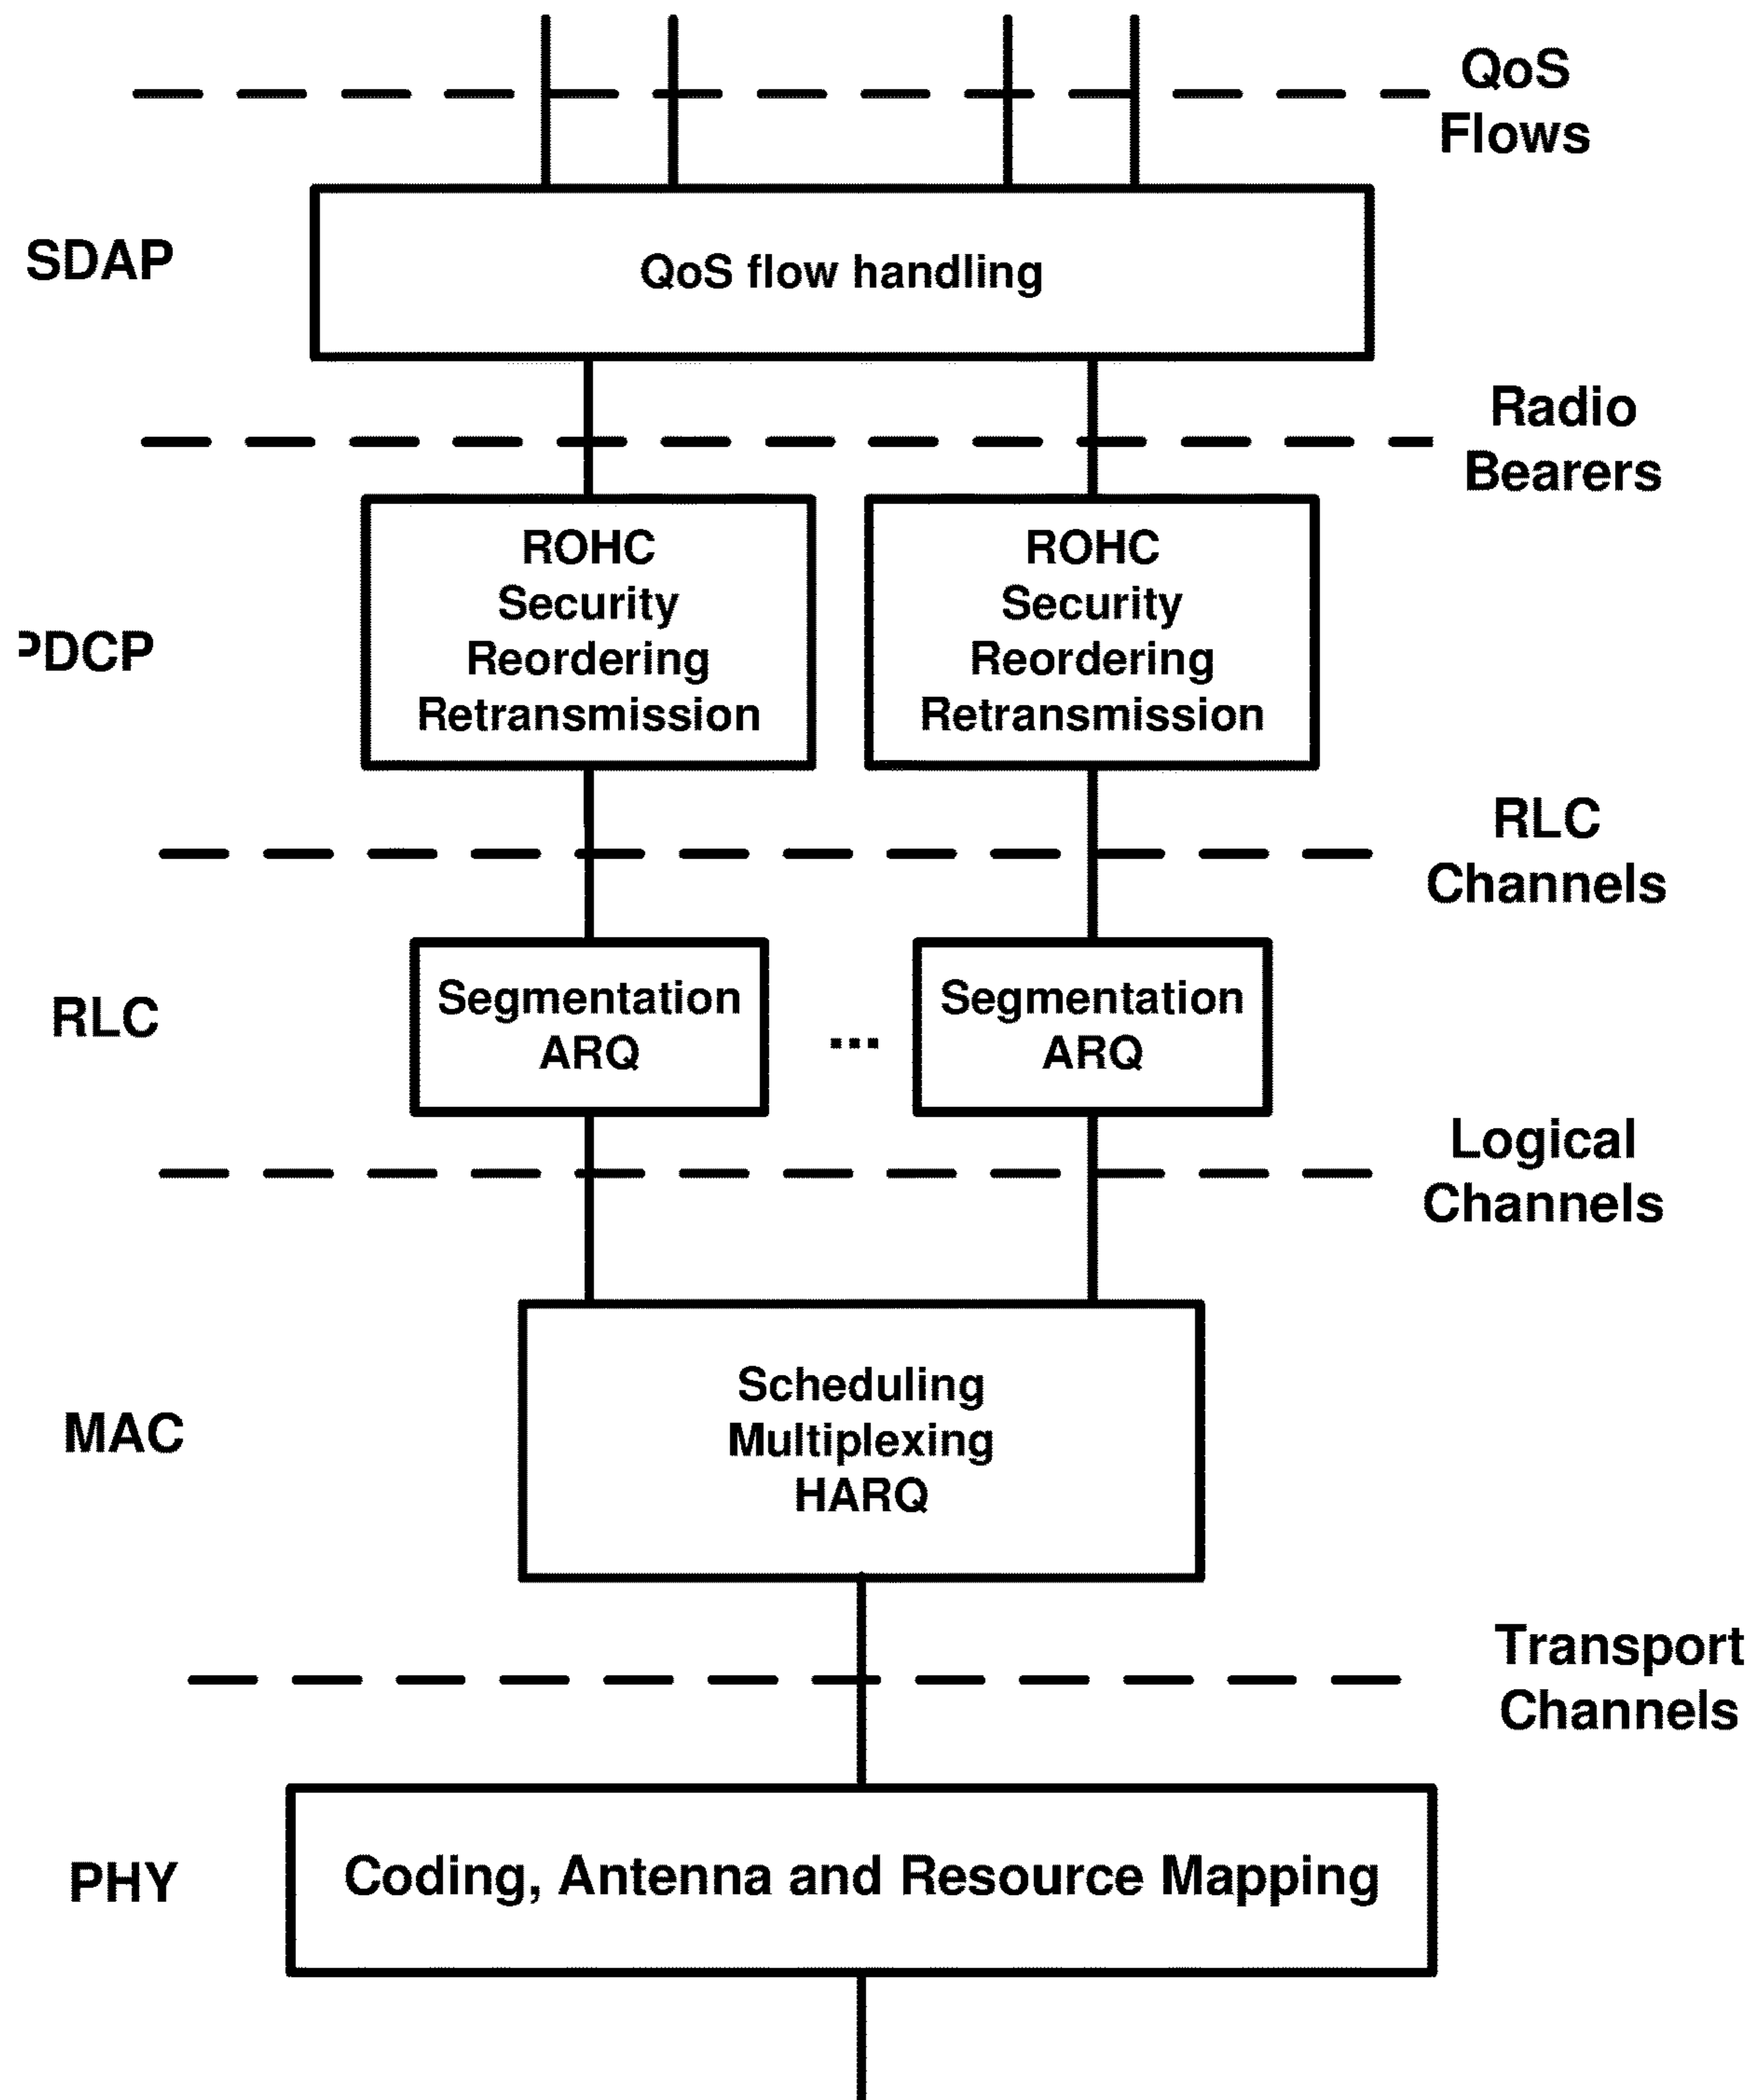 QoS
Flows
SDAP
QoS flow handling
Radio
Bearers
PDCP
ROHC
Security
Reordering
Retransmission
ROHC
Security
Reordering
Retransmission
RLC
Channels
RLC
Segmentation
ARQ
...
Segmentation
ARQ
Logical
Channels
MAC
Scheduling
Multiplexing
HARQ
Transport
Channels
PHY
Coding, Antenna and Resource Mapping